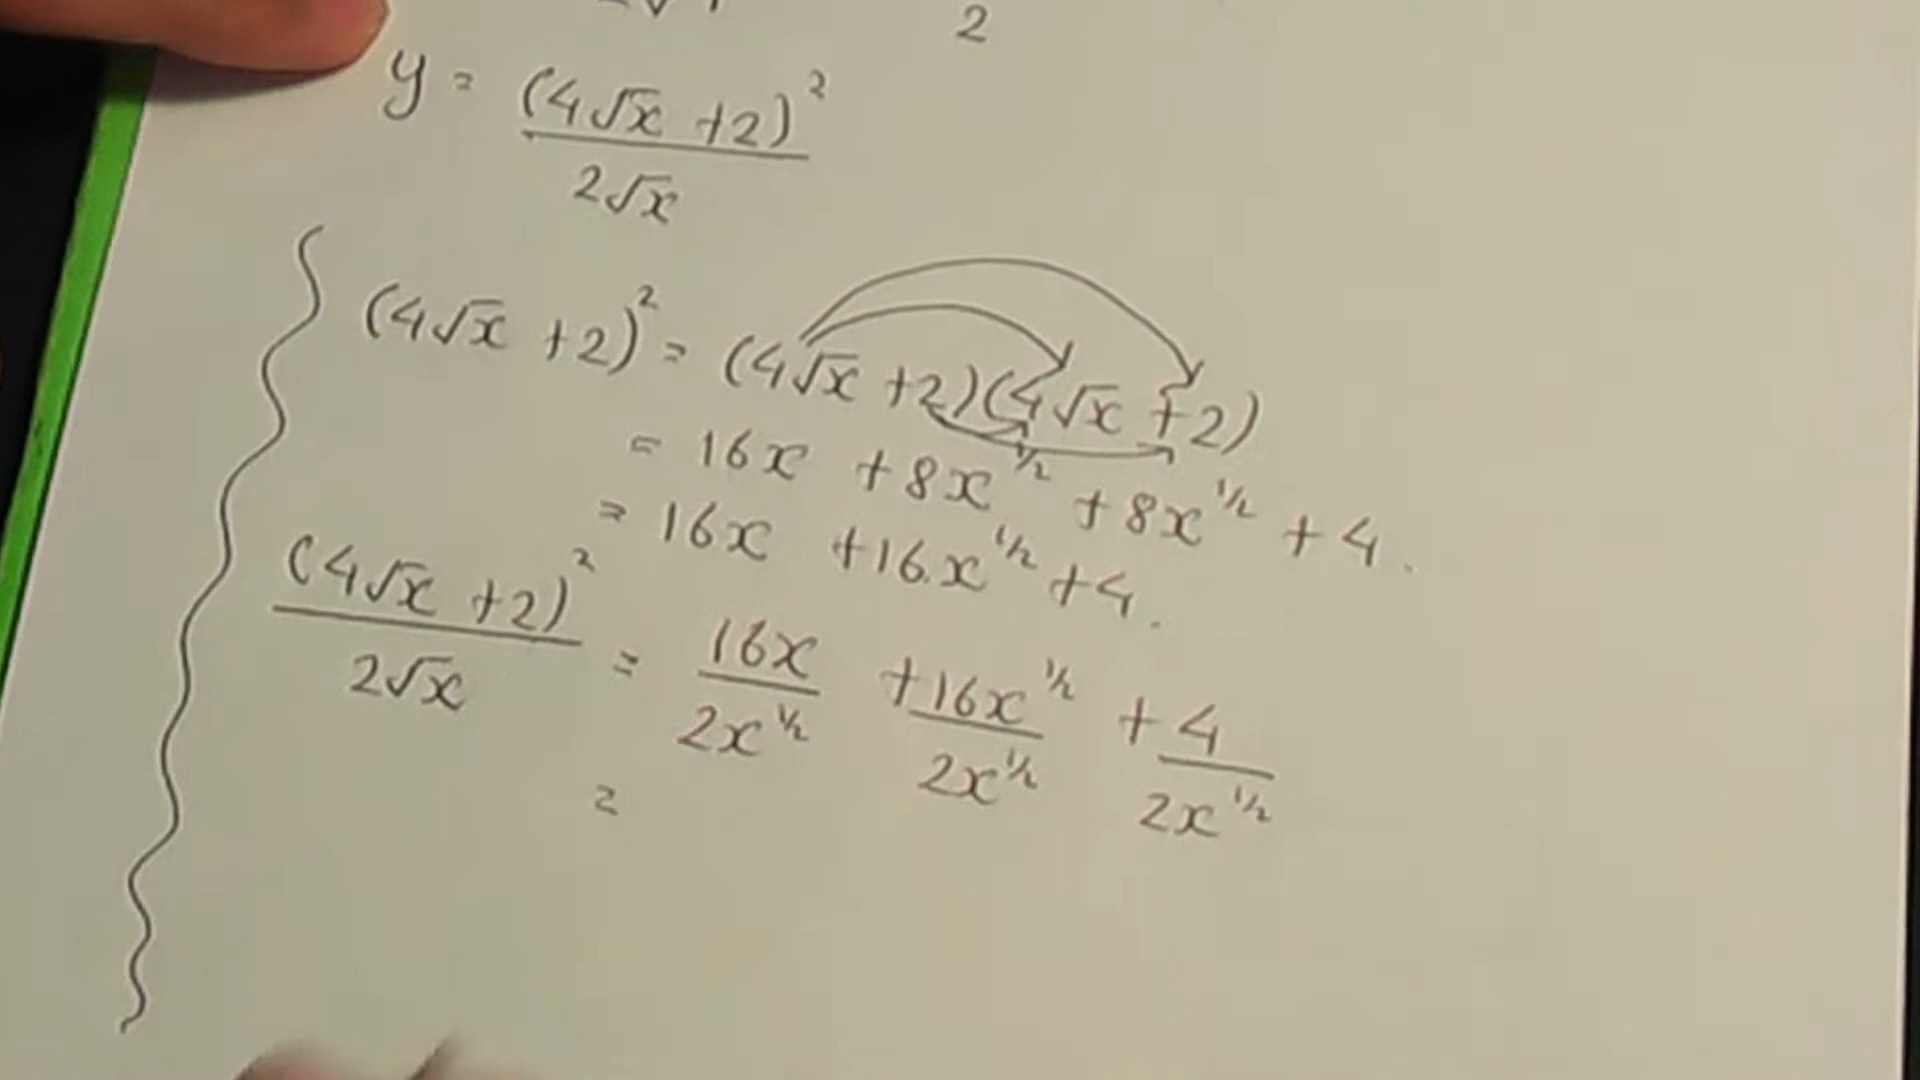 2
y = (4√x +2)²
2√x
(4√x +2)² = (4√x +2)(4√x +2)
= 16x + 8x^1/2 + 8x^1/2 + 4.
= 16x +16.x^1/2 +4.
(4√x +2)² = 16x +16x^1/2 + 4
2√x 2x^1/2 2x^1/2 2x^1/2
=